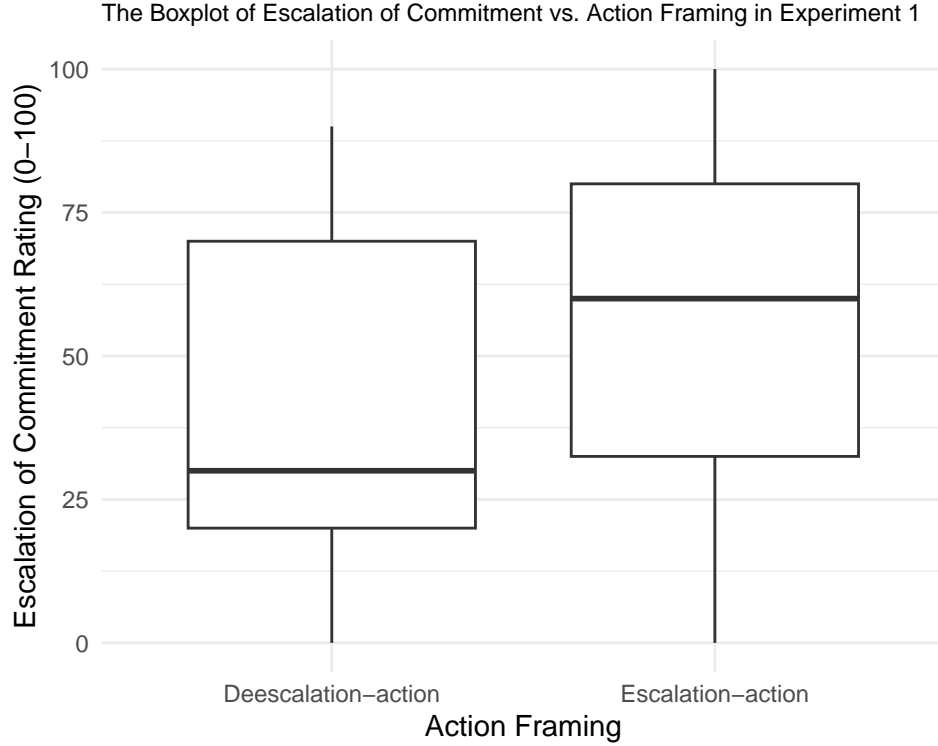 The Boxplot of Escalation of Commitment vs. Action Framing in Experiment 1
Escalation of Commitment Rating (0−100)
100
75
50
25
0
Deescalation−action
Escalation−action
Action Framing